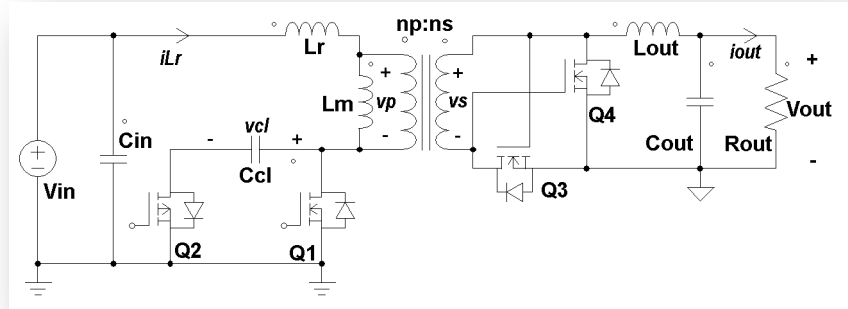 np:ns
iLr
Lr
Lout
iout
+
+
+
Lm
vp
vs
Q4
Vout
-
vcl
+
-
-
Cin
Ccl
Cout
Rout
-
Vin
Q3
Q2
Q1